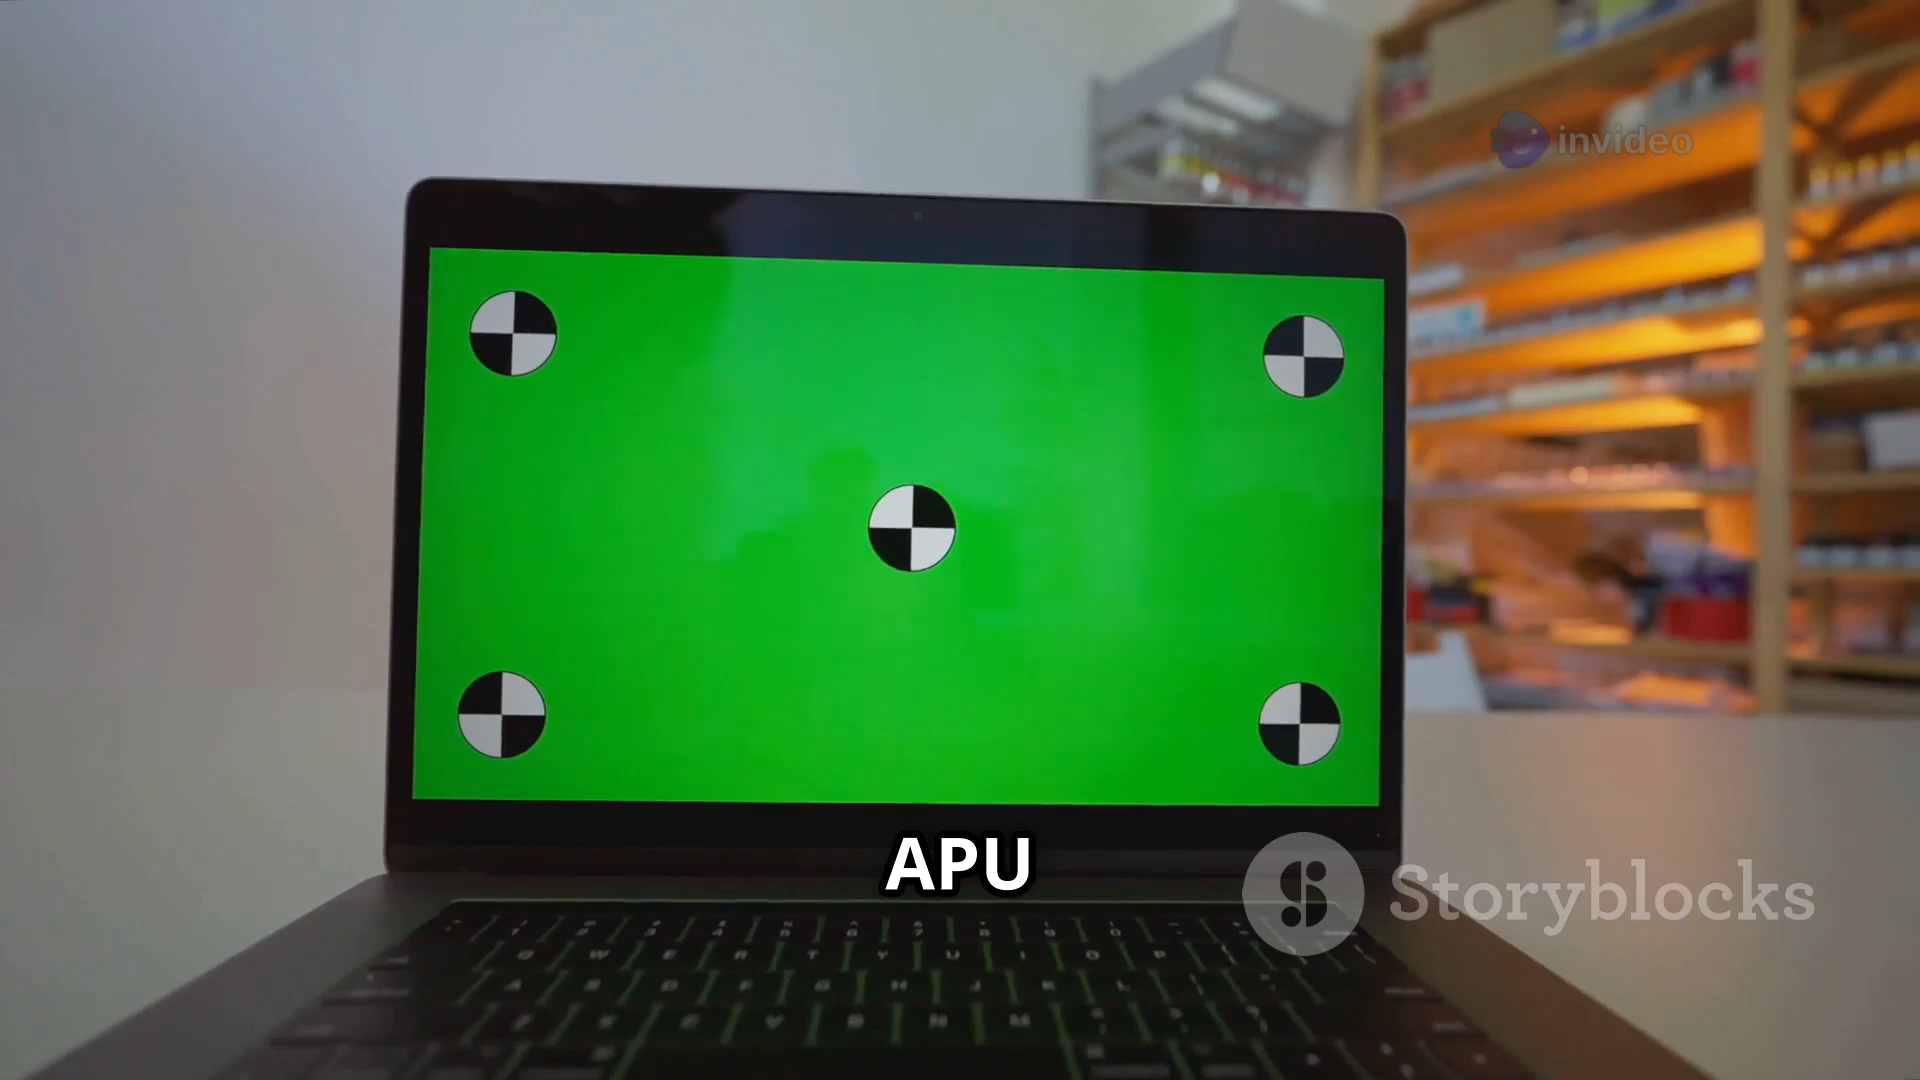 invideo
APU
Storyblocks
Q W E R T Y U I O P
A S D F G H J K L
B N M